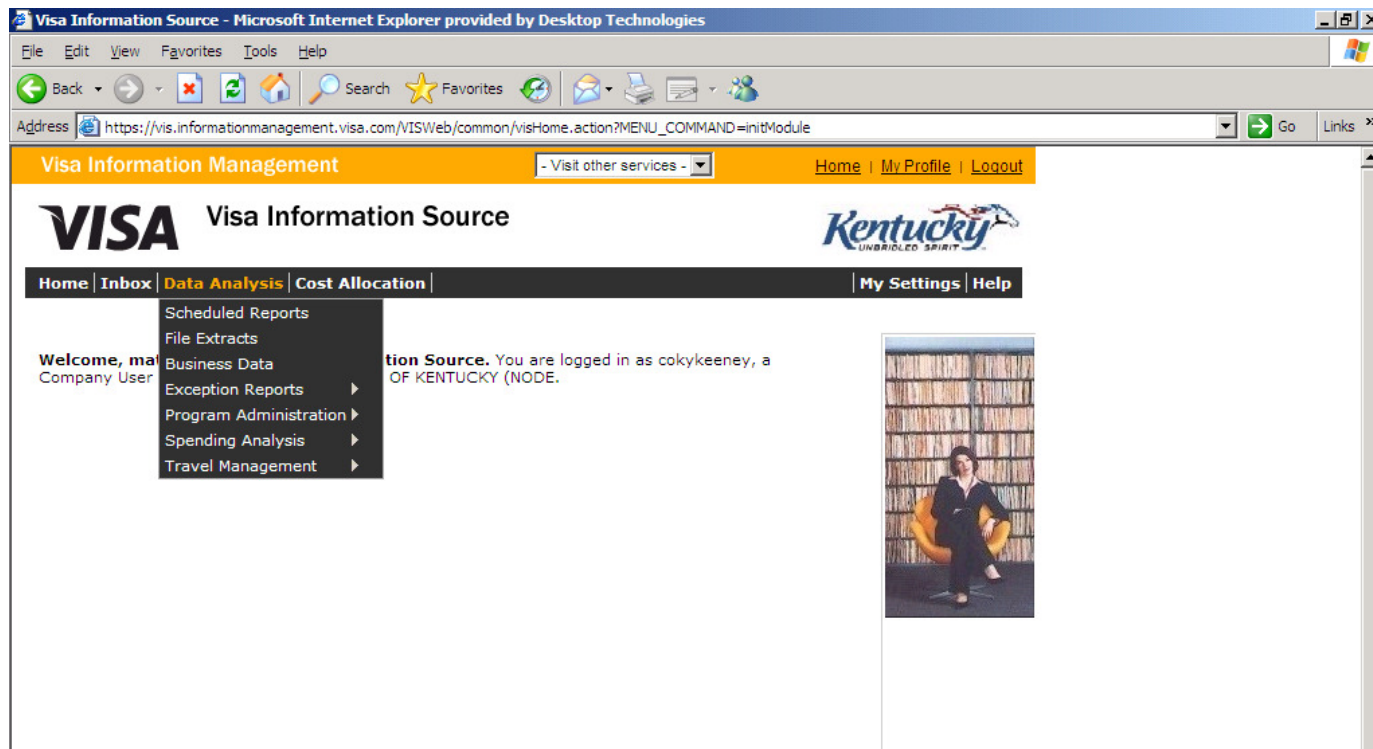 Visa Information Source - Microsoft Internet Explorer provided by Desktop Technologies
File Edit View Favorites Tools Help
Back Search Favorites
Address https://vis.informationmanagement.visa.com/VISWeb/common/visHome.action?MENU_COMMAND=initModule Go Links »
Visa Information Management - Visit other services - Home | My Profile | Logout
VISA Visa Information Source Kentucky
UNBRIDLED SPIRIT
Home | Inbox | Data Analysis | Cost Allocation | | My Settings | Help
Scheduled Reports
File Extracts
Business Data
Exception Reports
Program Administration
Spending Analysis
Travel Management
Welcome, mat tion Source. You are logged in as cokykeeney, a
Company User OF KENTUCKY (NODE.